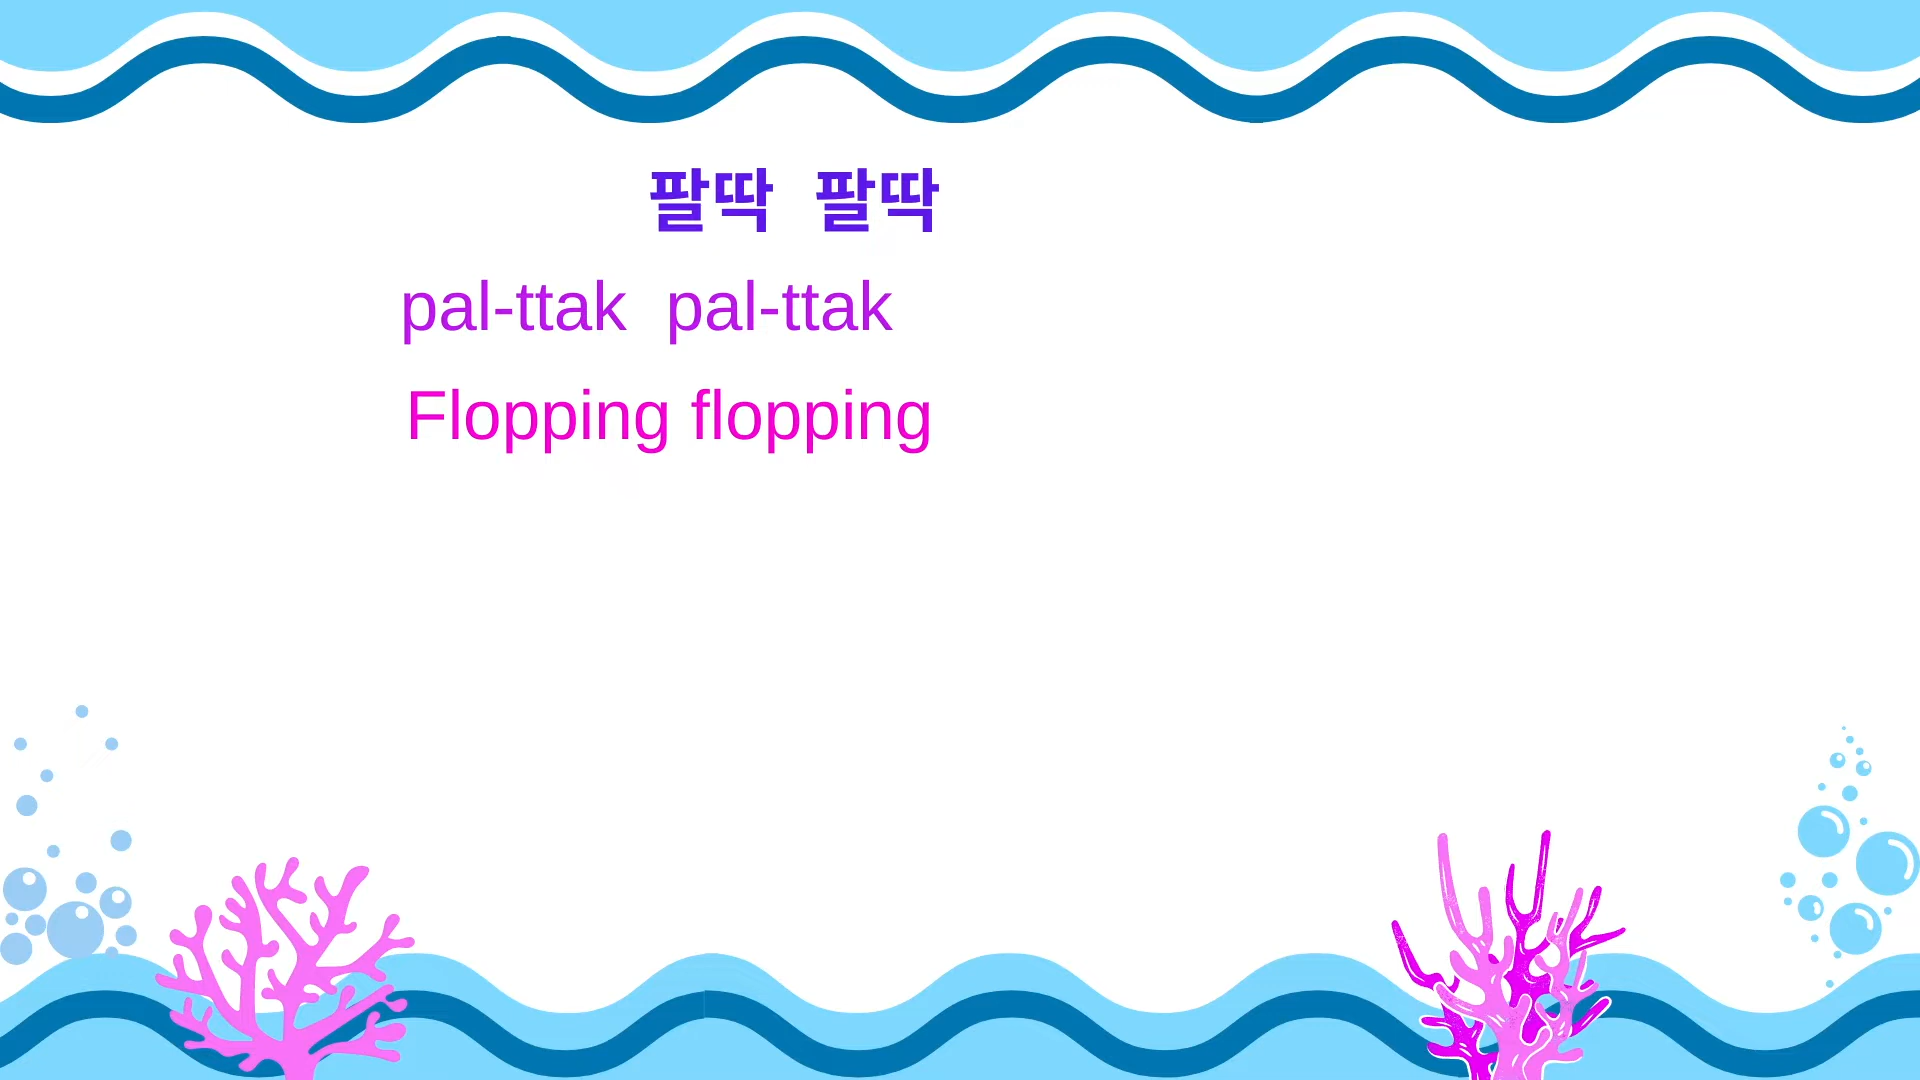 팔딱 팔딱
pal-ttak pal-ttak
Flopping flopping